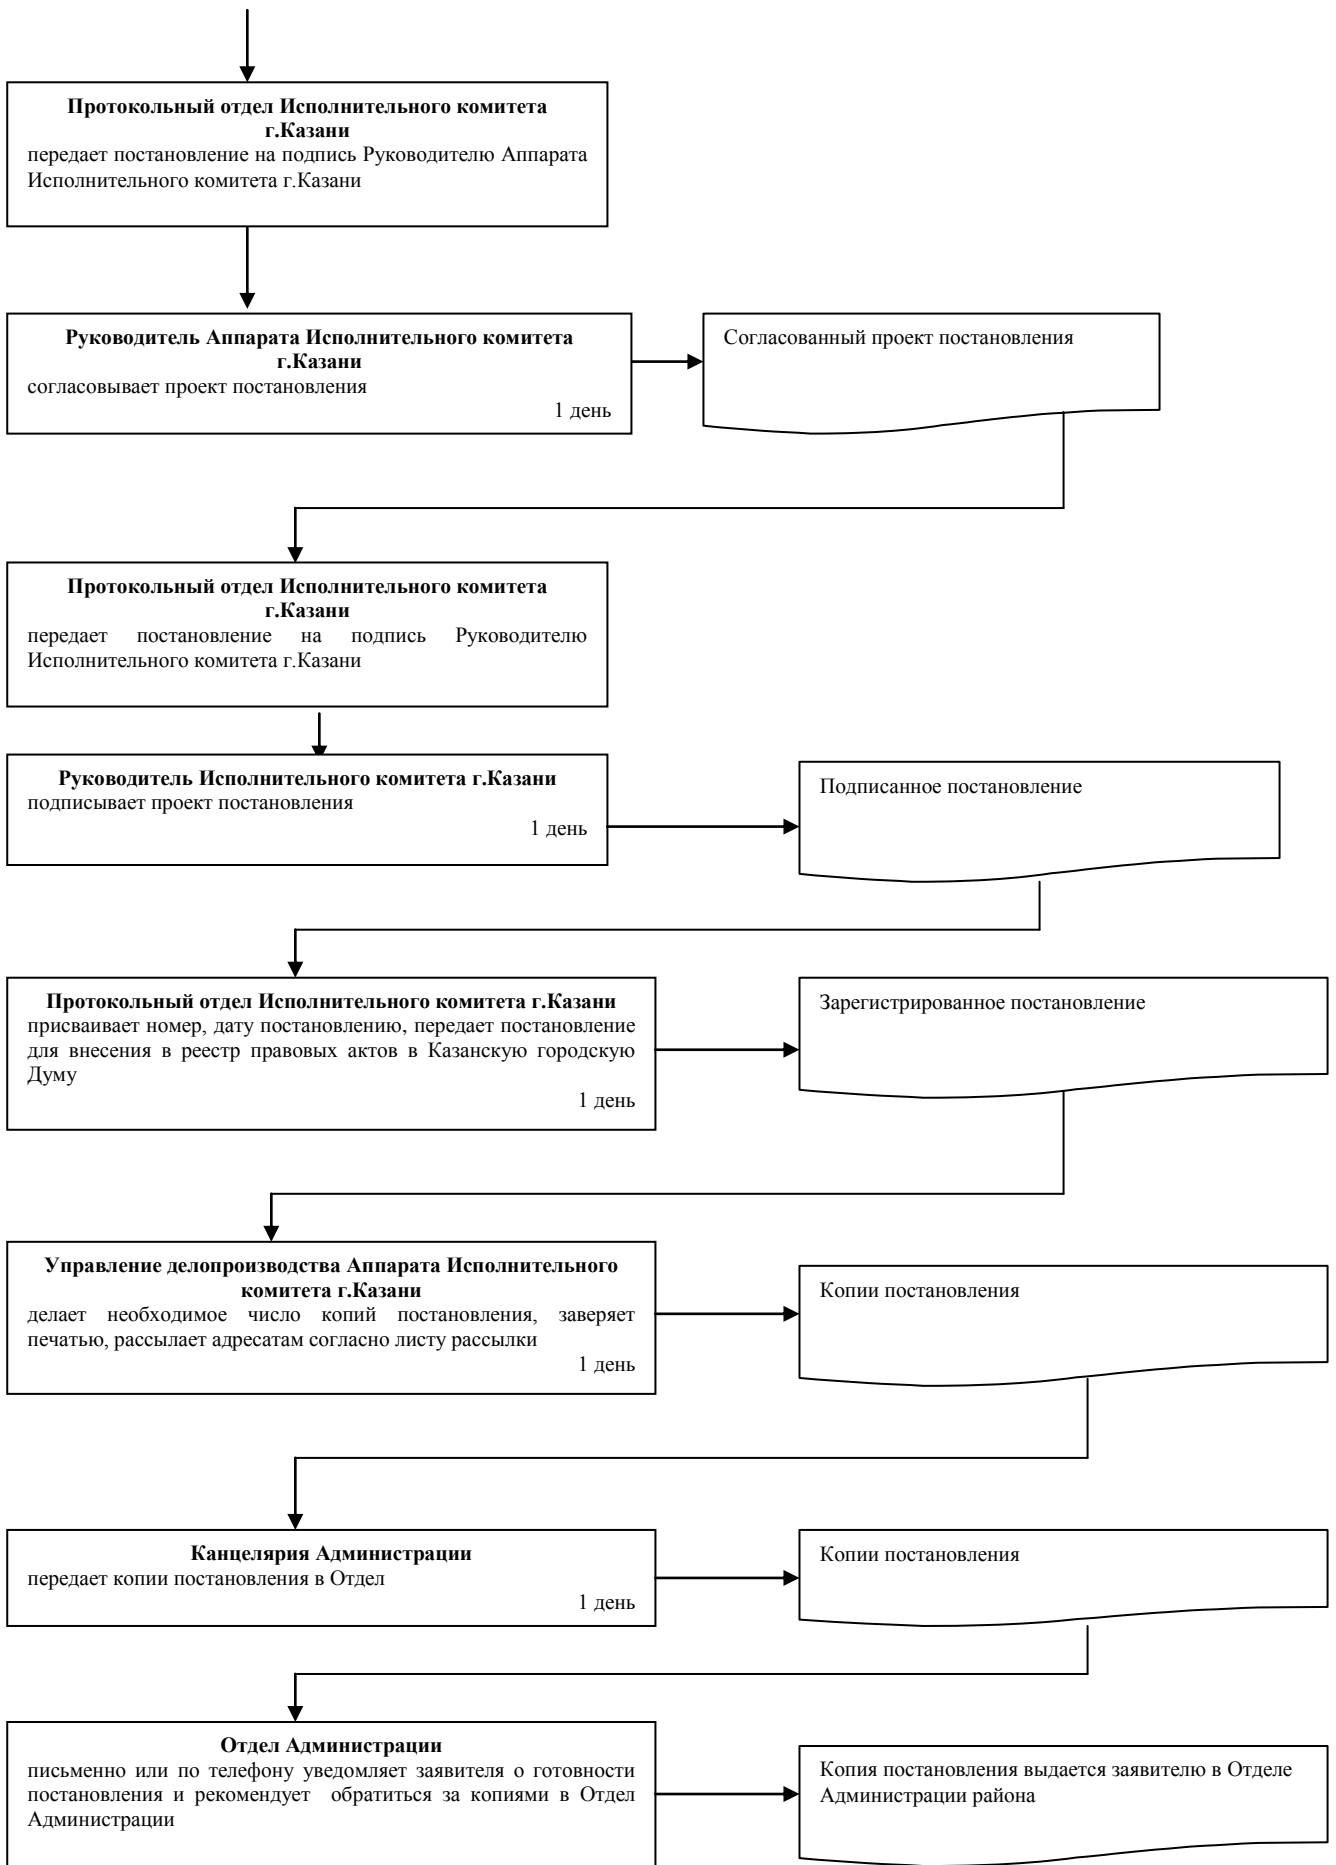 Протокольный отдел Исполнительного комитета
г.Казани
передает постановление на подпись Руководителю Аппарата
Исполнительного комитета г.Казани
Руководитель Аппарата Исполнительного комитета
г.Казани
согласовывает проект постановления
1 день
Согласованный проект постановления
Протокольный отдел Исполнительного комитета
г.Казани
передает постановление на подпись Руководителю
Исполнительного комитета г.Казани
Руководитель Исполнительного комитета г.Казани
подписывает проект постановления
1 день
Подписанное постановление
Протокольный отдел Исполнительного комитета г.Казани
присваивает номер, дату постановлению, передает постановление
для внесения в реестр правовых актов в Казанскую городскую
Думу
1 день
Зарегистрированное постановление
Управление делопроизводства Аппарата Исполнительного
комитета г.Казани
делает необходимое число копий постановления, заверяет
печатью, рассылает адресатам согласно листу рассылки
1 день
Копии постановления
Канцелярия Администрации
передает копии постановления в Отдел
1 день
Копии постановления
Отдел Администрации
письменно или по телефону уведомляет заявителя о готовности
постановления и рекомендует обратиться за копиями в Отдел
Администрации
Копия постановления выдается заявителю в Отделе
Администрации района